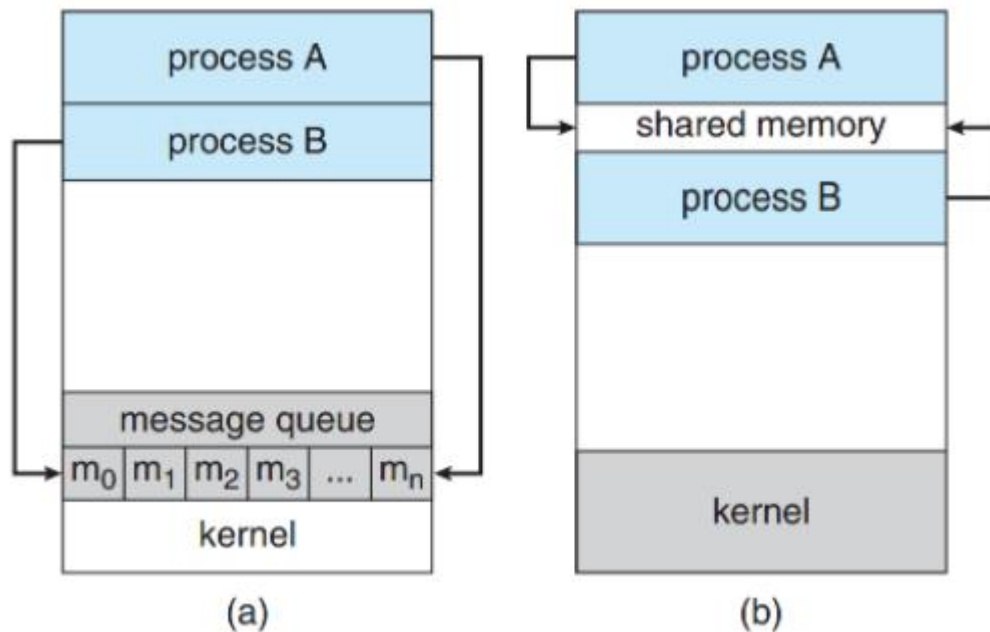 process A
process B
message queue
m₀ m₁ m₂ m₃ ... mₙ
kernel
(a)
process A
shared memory
process B
kernel
(b)